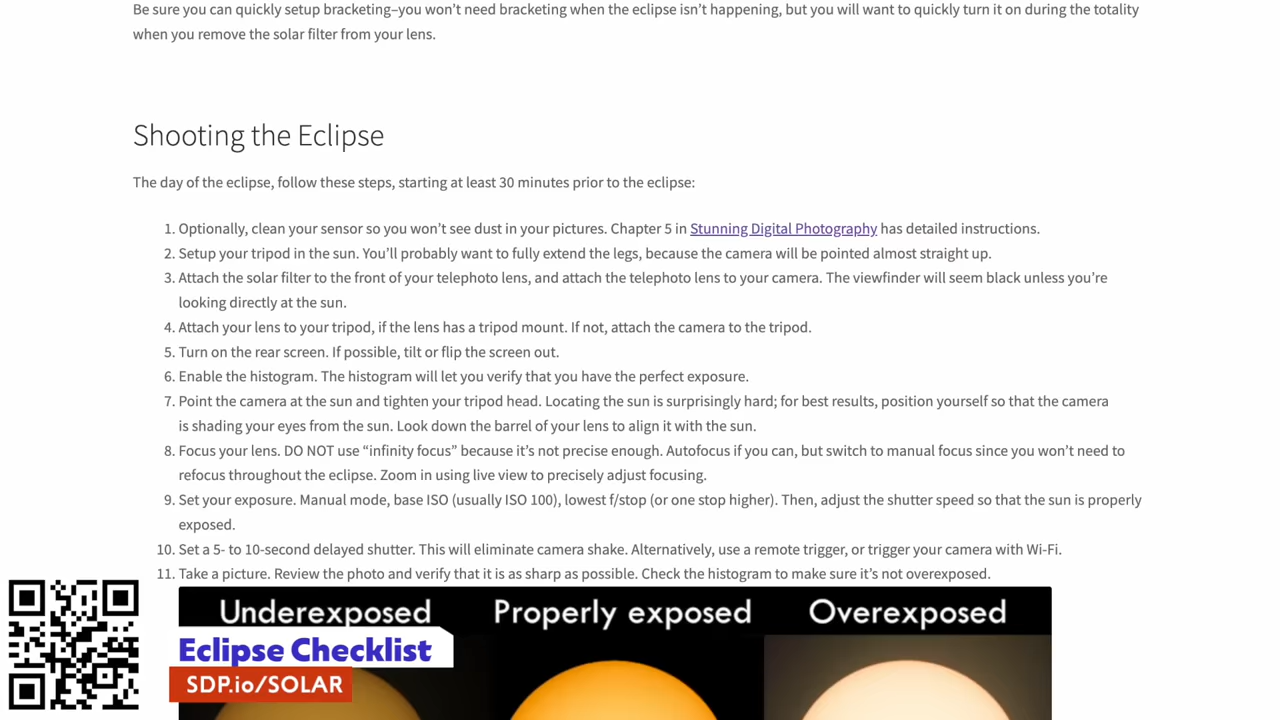 Be sure you can quickly setup bracketing–you won’t need bracketing when the eclipse isn’t happening, but you will want to quickly turn it on during the totality
when you remove the solar filter from your lens.
Shooting the Eclipse
The day of the eclipse, follow these steps, starting at least 30 minutes prior to the eclipse:
1. Optionally, clean your sensor so you won’t see dust in your pictures. Chapter 5 in Stunning Digital Photography has detailed instructions.
2. Setup your tripod in the sun. You’ll probably want to fully extend the legs, because the camera will be pointed almost straight up.
3. Attach the solar filter to the front of your telephoto lens, and attach the telephoto lens to your camera. The viewfinder will seem black unless you’re
looking directly at the sun.
4. Attach your lens to your tripod, if the lens has a tripod mount. If not, attach the camera to the tripod.
5. Turn on the rear screen. If possible, tilt or flip the screen out.
6. Enable the histogram. The histogram will let you verify that you have the perfect exposure.
7. Point the camera at the sun and tighten your tripod head. Locating the sun is surprisingly hard; for best results, position yourself so that the camera
is shading your eyes from the sun. Look down the barrel of your lens to align it with the sun.
8. Focus your lens. DO NOT use “infinity focus” because it’s not precise enough. Autofocus if you can, but switch to manual focus since you won’t need to
refocus throughout the eclipse. Zoom in using live view to precisely adjust focusing.
9. Set your exposure. Manual mode, base ISO (usually ISO 100), lowest f/stop (or one stop higher). Then, adjust the shutter speed so that the sun is properly
exposed.
10. Set a 5- to 10-second delayed shutter. This will eliminate camera shake. Alternatively, use a remote trigger, or trigger your camera with Wi-Fi.
11. Take a picture. Review the photo and verify that it is as sharp as possible. Check the histogram to make sure it’s not overexposed.
Underexposed Properly exposed Overexposed
Eclipse Checklist
SDP.io/SOLAR